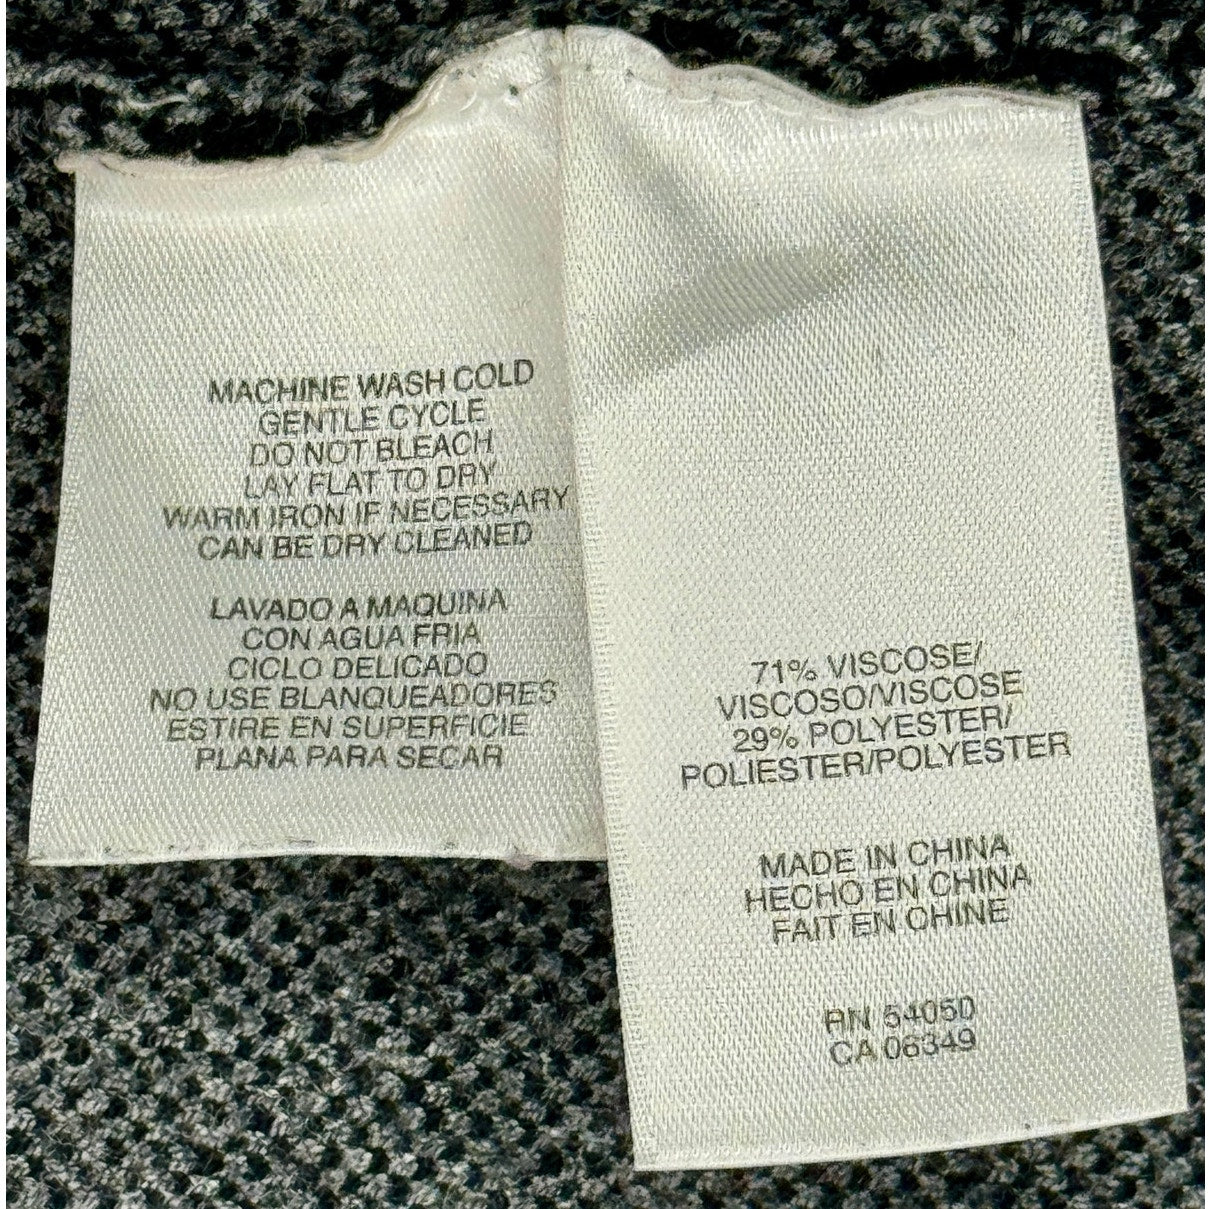 MACHINE WASH COLD
GENTLE CYCLE
DO NOT BLEACH
LAY FLAT TO DRY
WARM IRON IF NECESSARY
CAN BE DRY CLEANED
LAVADO A MAQUINA
CON AGUA FRIA
CICLO DELICADO
NO USE BLANQUEADORES
ESTIRE EN SUPERFICIE
PLANA PARA SECAR
71% VISCOSE/
VISCOSO/VISCOSE
29% POLYESTER/
POLIESTER/POLYESTER
MADE IN CHINA
HECHO EN CHINA
FAIT EN CHINE
RN 54050
CA 06349